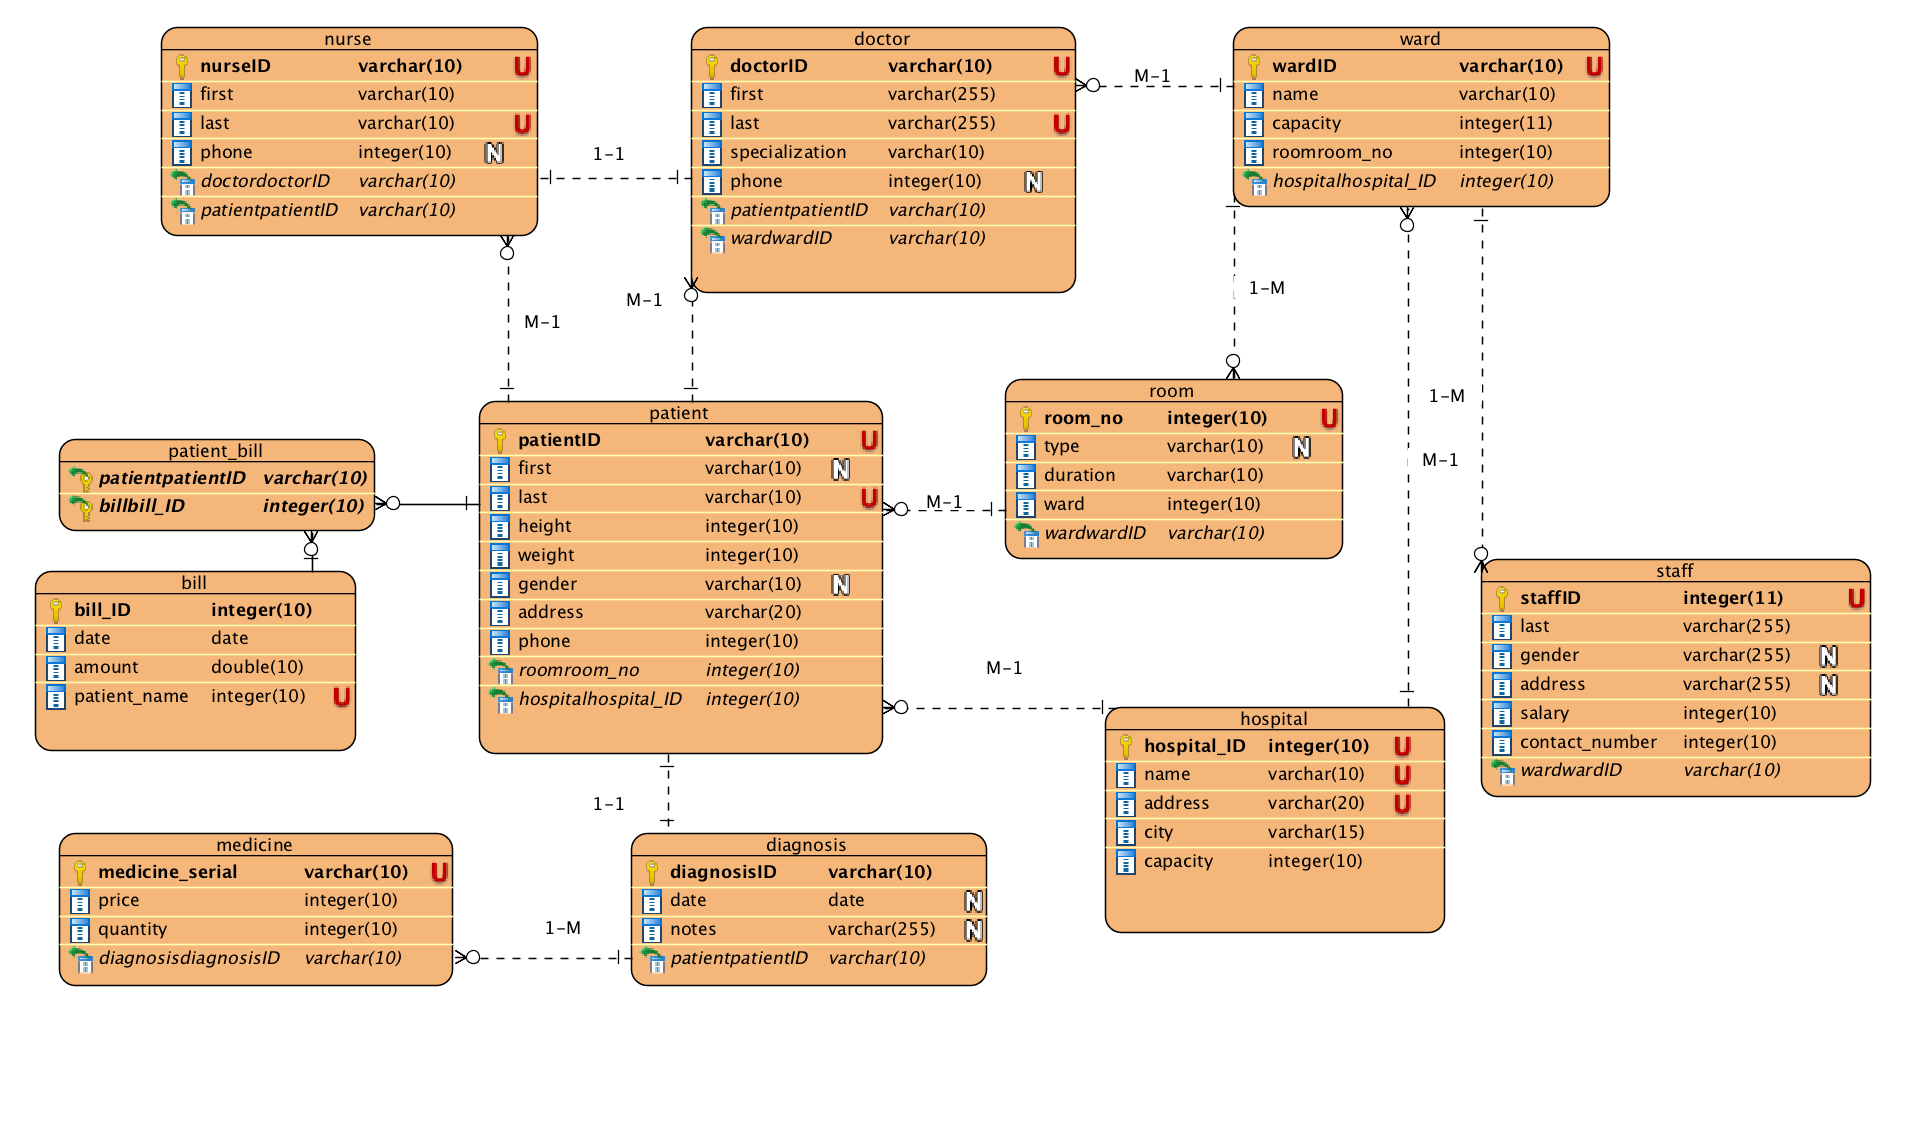 nurse
nurseID varchar(10) U
first varchar(10)
last varchar(10) U
phone integer(10) N
doctordoctorID varchar(10)
patientpatientID varchar(10)
doctor
doctorID varchar(10) U
first varchar(255)
last varchar(255) U
specialization varchar(10)
phone integer(10) N
patientpatientID varchar(10)
wardwardID varchar(10)
ward
wardID varchar(10) U
name varchar(10)
capacity integer(11)
roomroom_no integer(10)
hospitalhospital_ID integer(10)
1-1
M-1
M-1
M-1
1-M
1-M
M-1
patient_bill
patientpatientID varchar(10)
billbill_ID integer(10)
patient
patientID varchar(10) U
first varchar(10) N
last varchar(10) U
height integer(10)
weight integer(10)
gender varchar(10) N
address varchar(20)
phone integer(10)
roomroom_no integer(10)
hospitalhospital_ID integer(10)
M-1
room
room_no integer(10) U
type varchar(10) N
duration varchar(10)
ward integer(10)
wardwardID varchar(10)
bill
bill_ID integer(10)
date date
amount double(10)
patient_name integer(10) U
M-1
hospital
hospital_ID integer(10) U
name varchar(10) U
address varchar(20) U
city varchar(15)
capacity integer(10)
staff
staffID integer(11) U
last varchar(255)
gender varchar(255) N
address varchar(255) N
salary integer(10)
contact_number integer(10)
wardwardID varchar(10)
1-1
medicine
medicine_serial varchar(10) U
price integer(10)
quantity integer(10)
diagnosisdiagnosisID varchar(10)
1-M
diagnosis
diagnosisID varchar(10)
date date N
notes varchar(255) N
patientpatientID varchar(10)